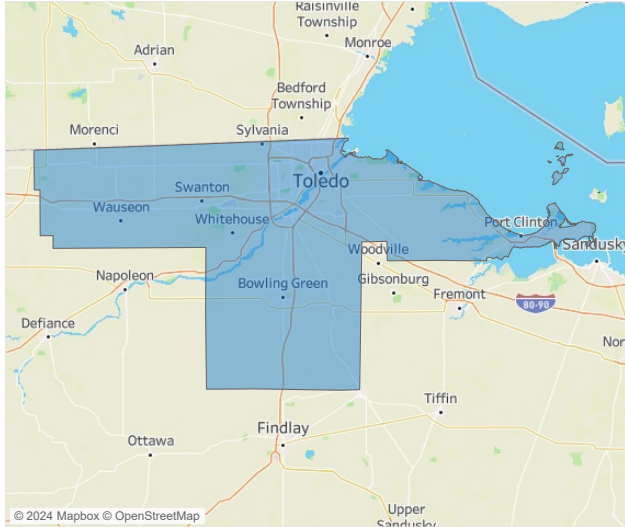 Raisinville
Township
Monroe
Adrian
Bedford
Township
Morenci
Sylvania
Toledo
Swanton
Wauseon
Whitehouse
Port Clinton
Sandusky
Woodville
Napoleon
Bowling Green
Gibsonburg
Fremont
80-90
Defiance
Nor
Tiffin
Findlay
Ottawa
Upper
Sandusky
© 2024 Mapbox © OpenStreetMap